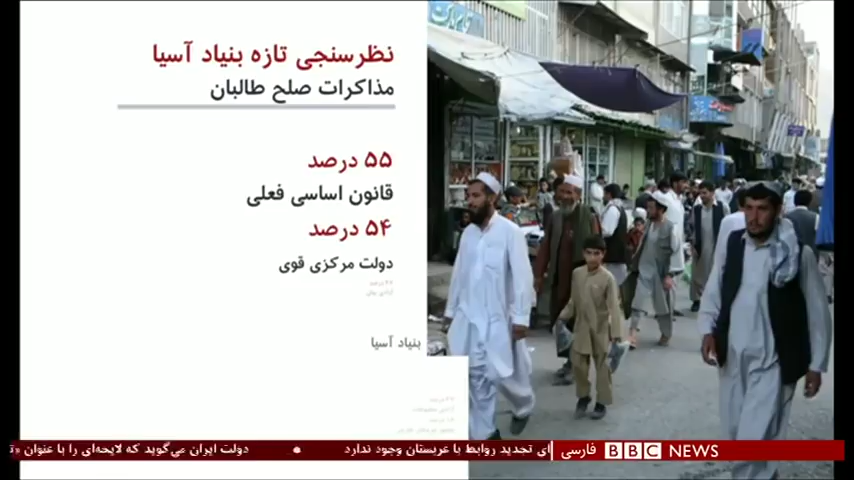 نظرسنجی تازه بنیاد آسیا
مذاکرات صلح طالبان
۵۵ درصد
قانون اساسی فعلی
۵۴ درصد
دولت مرکزی قوی
بنیاد آسیا
ای تجدید روابط با عربستان وجود ندارد • دولت ایران می‌گوید که لایحه‌ای را با عنوان
BBC NEWS فارسی